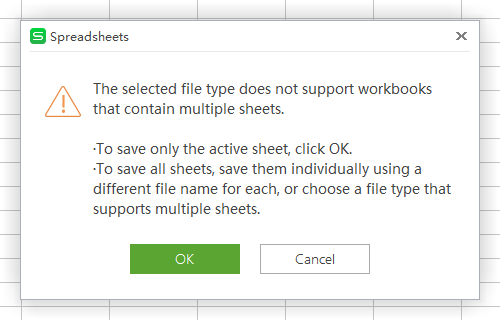 Spreadsheets
The selected file type does not support workbooks
that contain multiple sheets.
·To save only the active sheet, click OK.
·To save all sheets, save them individually using a
different file name for each, or choose a file type that
supports multiple sheets.
OK
Cancel